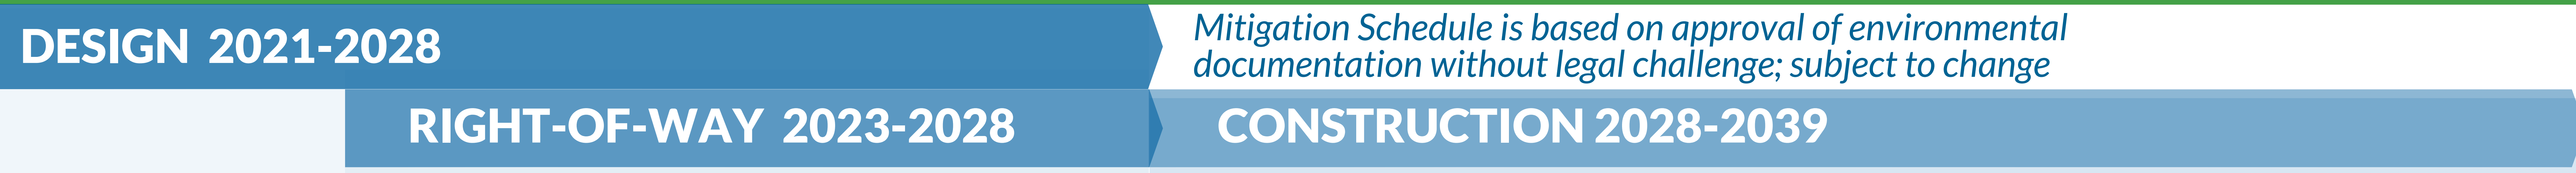 DESIGN 2021-2028
Mitigation Schedule is based on approval of environmental
documentation without legal challenge; subject to change
RIGHT-OF-WAY 2023-2028
CONSTRUCTION 2028-2039